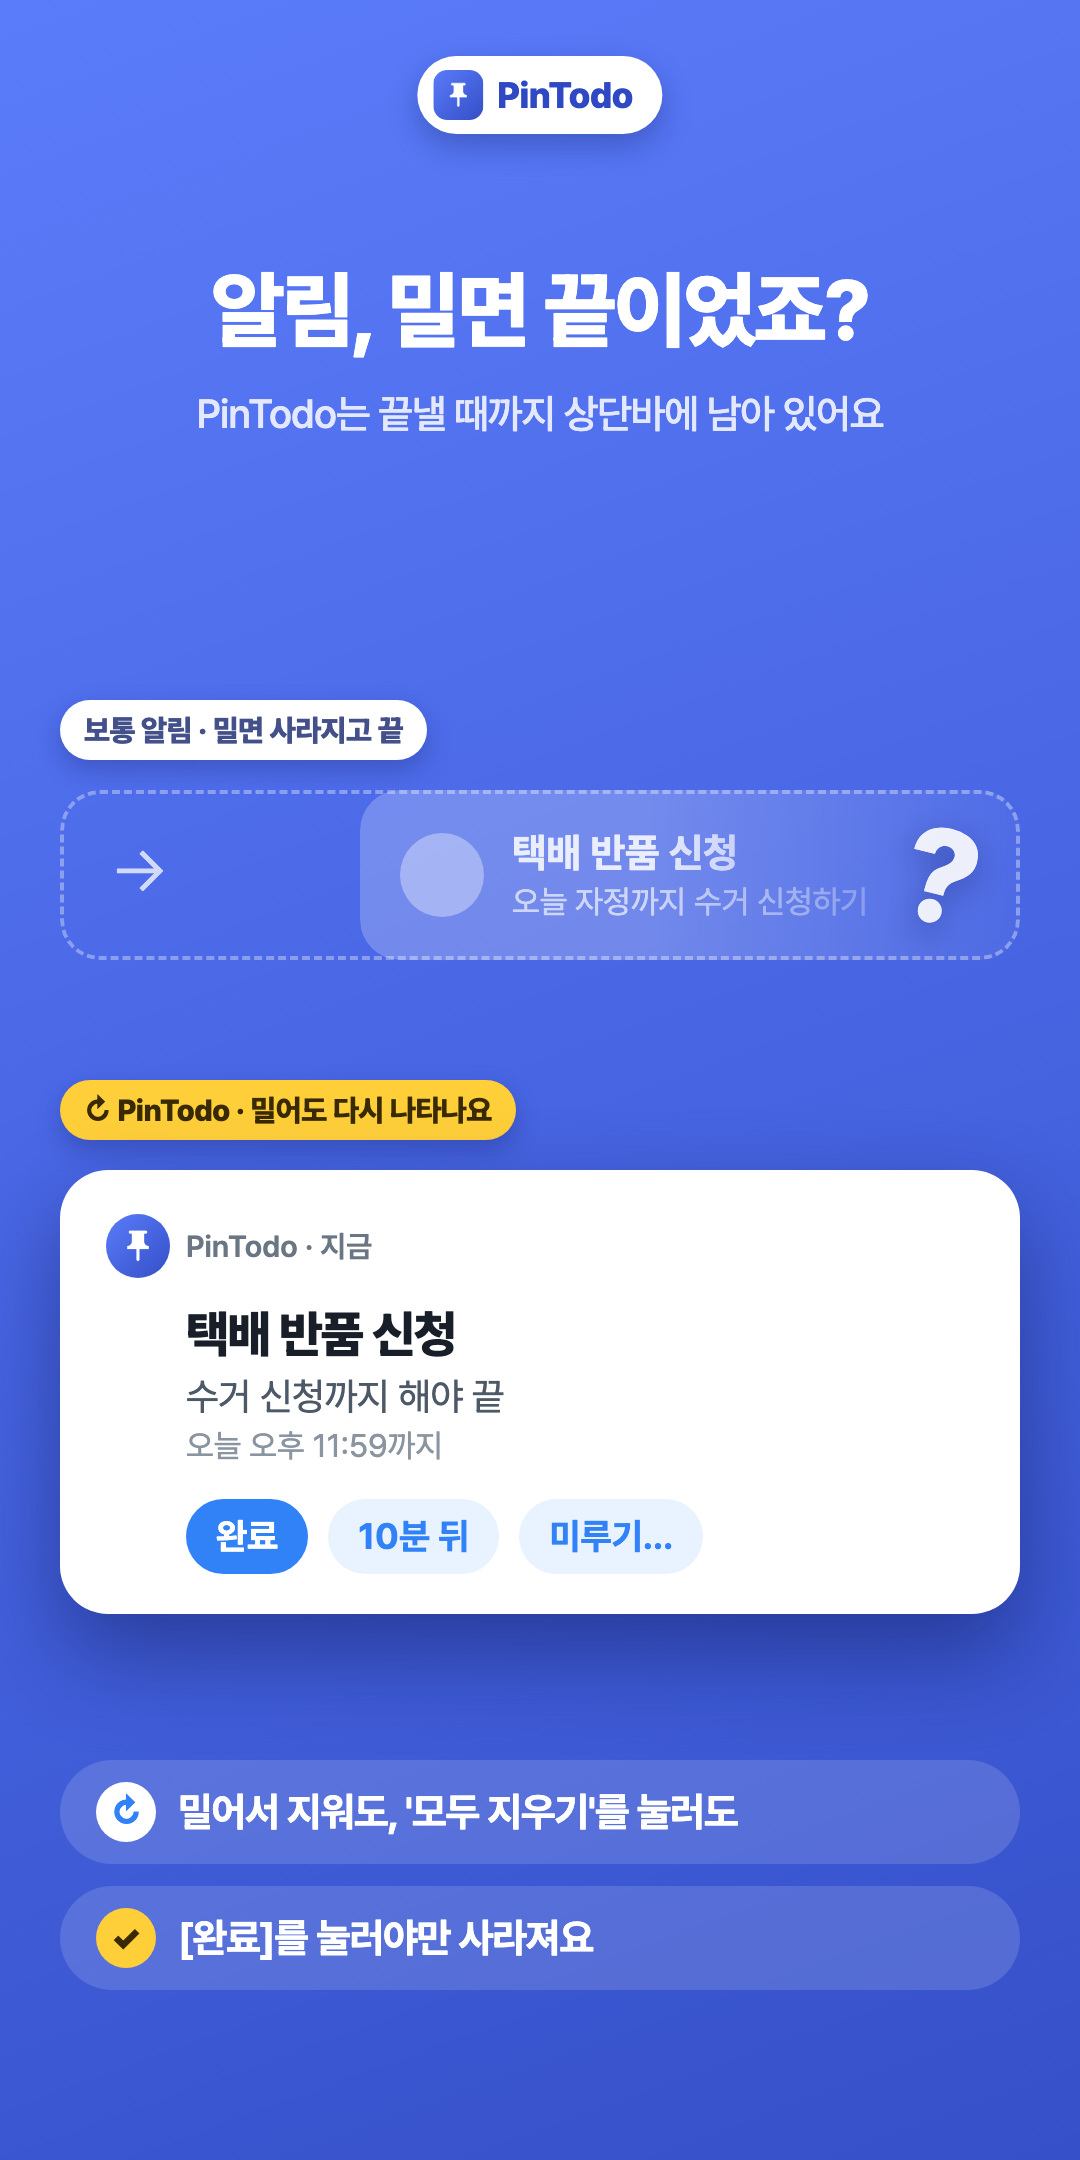 PinTodo
알림, 밀면 끝이었죠?
PinTodo는 끝낼 때까지 상단바에 남아 있어요
보통 알림 · 밀면 사라지고 끝
택배 반품 신청
오늘 자정까지 수거 신청하기
?
PinTodo · 밀어도 다시 나타나요
PinTodo · 지금
택배 반품 신청
수거 신청까지 해야 끝
오늘 오후 11:59까지
완료 10분 뒤 미루기...
밀어서 지워도, '모두 지우기'를 눌러도
[완료]를 눌러야만 사라져요